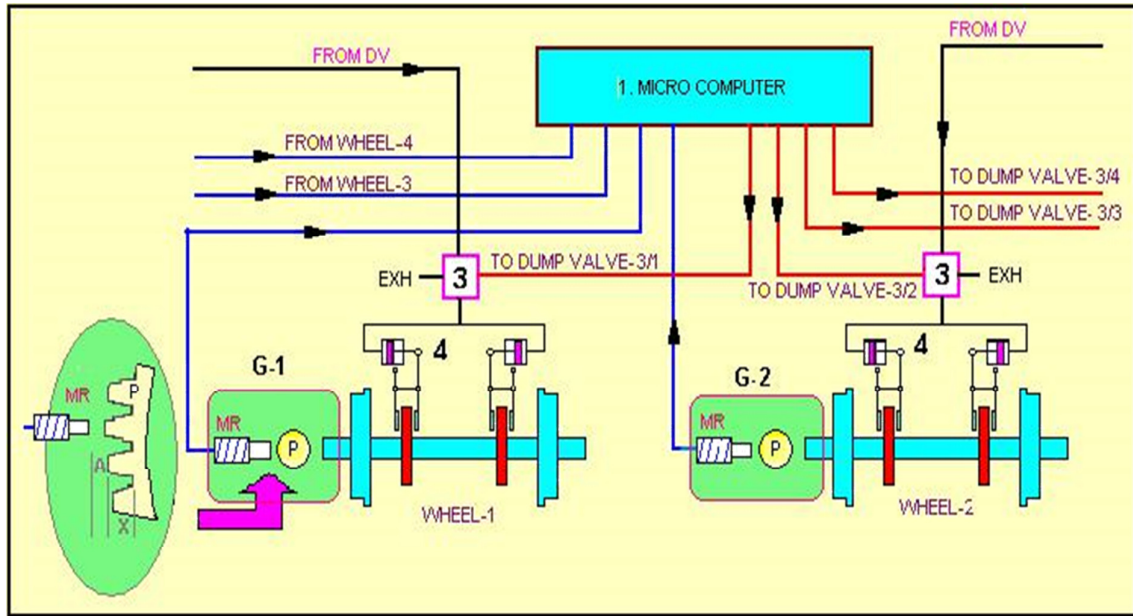 FROM DV
FROM DV
1. MICRO COMPUTER
FROM WHEEL-4
FROM WHEEL-3
TO DUMP VALVE-3/4
TO DUMP VALVE- 3/3
EXH
3
TO DUMP VALVE-3/1
TO DUMP VALVE-3/2
3
EXH
4
4
G-1
G-2
P
MR
A
X
MR
P
MR
P
WHEEL-1
WHEEL-2